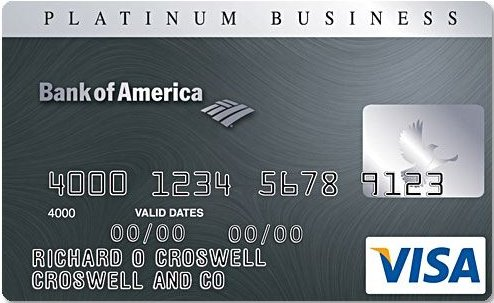 PLATINUM BUSINESS
Bank of America
4000 1234 5678 9123
4000 VALID DATES
00/00 00/00
RICHARD O CROSWELL
CROSWELL AND CO
VISA